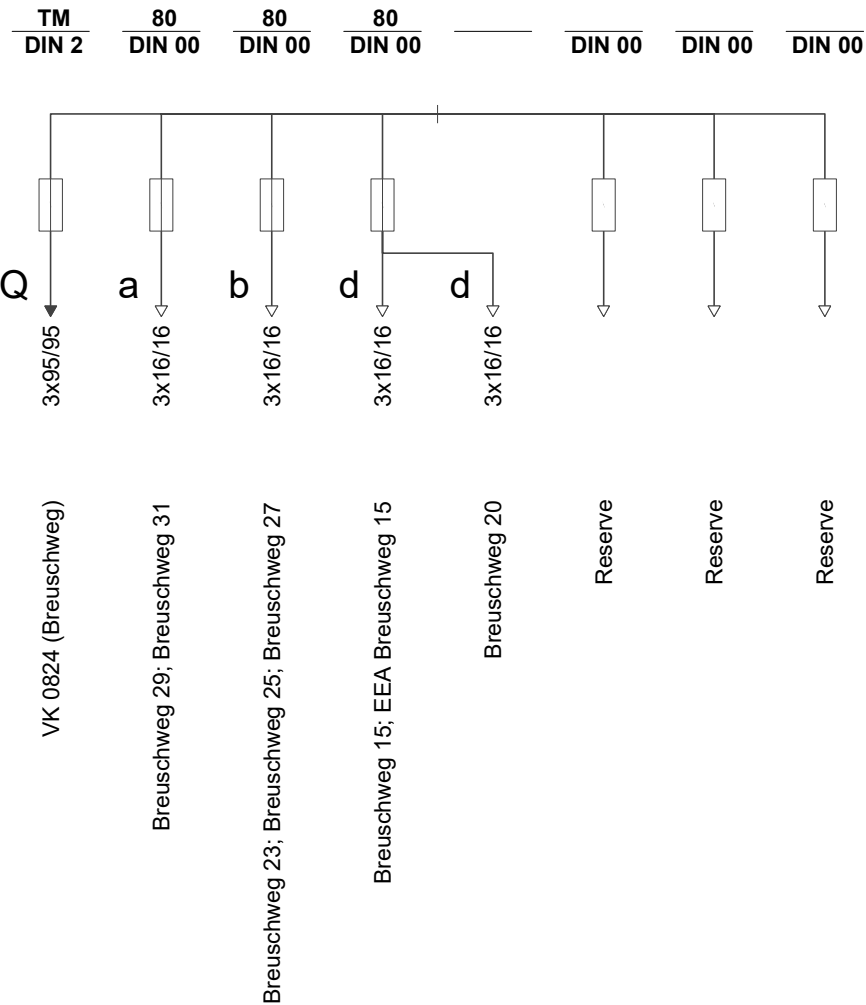 TM 80 80 80
DIN 2 DIN 00 DIN 00 DIN 00 DIN 00 DIN 00 DIN 00
Q a b d d
3x95/95
3x16/16
3x16/16
3x16/16
3x16/16
VK 0824 (Breuschweg)
Breuschweg 29; Breuschweg 31
Breuschweg 23; Breuschweg 25; Breuschweg 27
Breuschweg 15; EEA Breuschweg 15
Breuschweg 20
Reserve
Reserve
Reserve